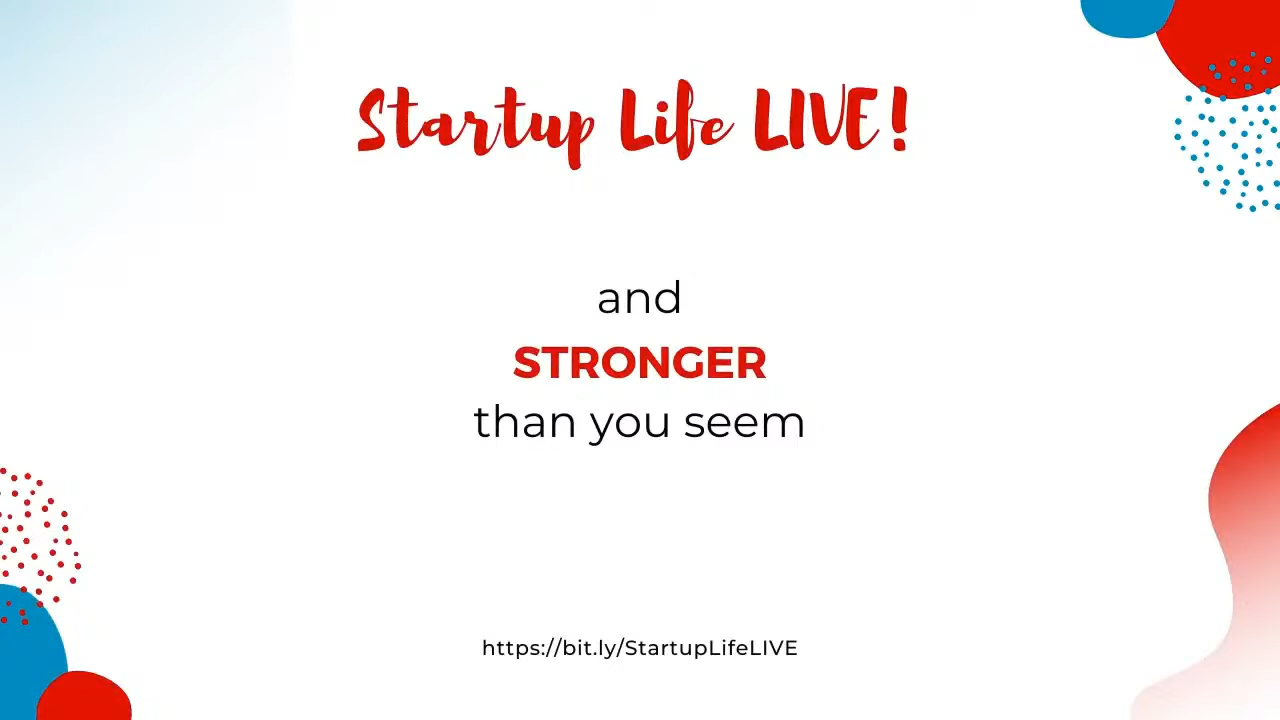 Startup Life LIVE!
and
STRONGER
than you seem
https://bit.ly/StartupLifeLIVE